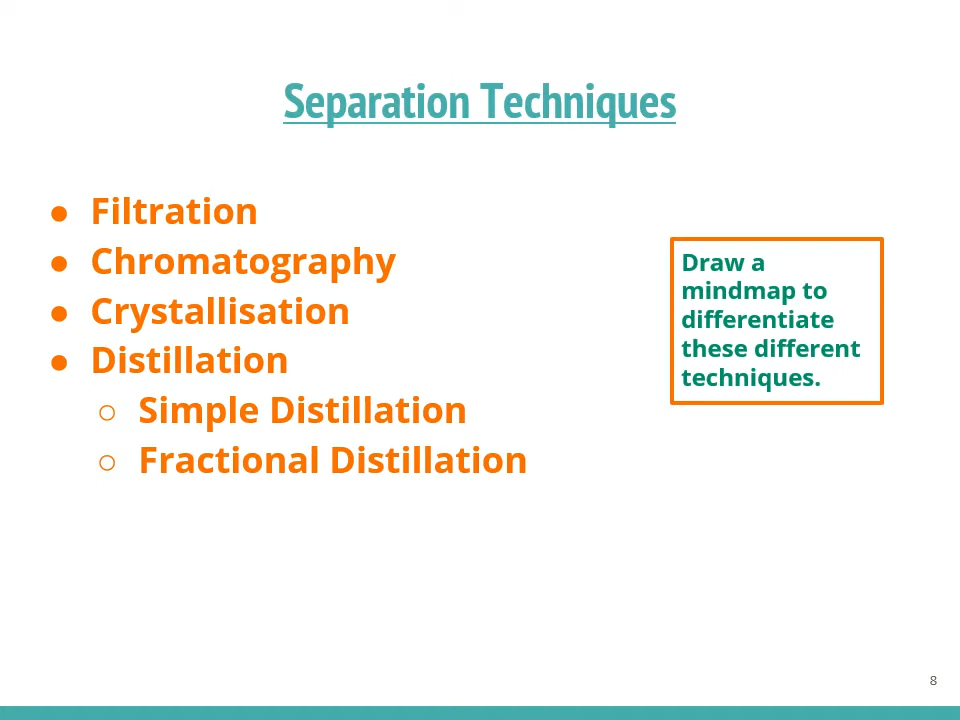 Separation Techniques
● Filtration
● Chromatography
● Crystallisation
● Distillation
○ Simple Distillation
○ Fractional Distillation
Draw a
mindmap to
differentiate
these different
techniques.
8